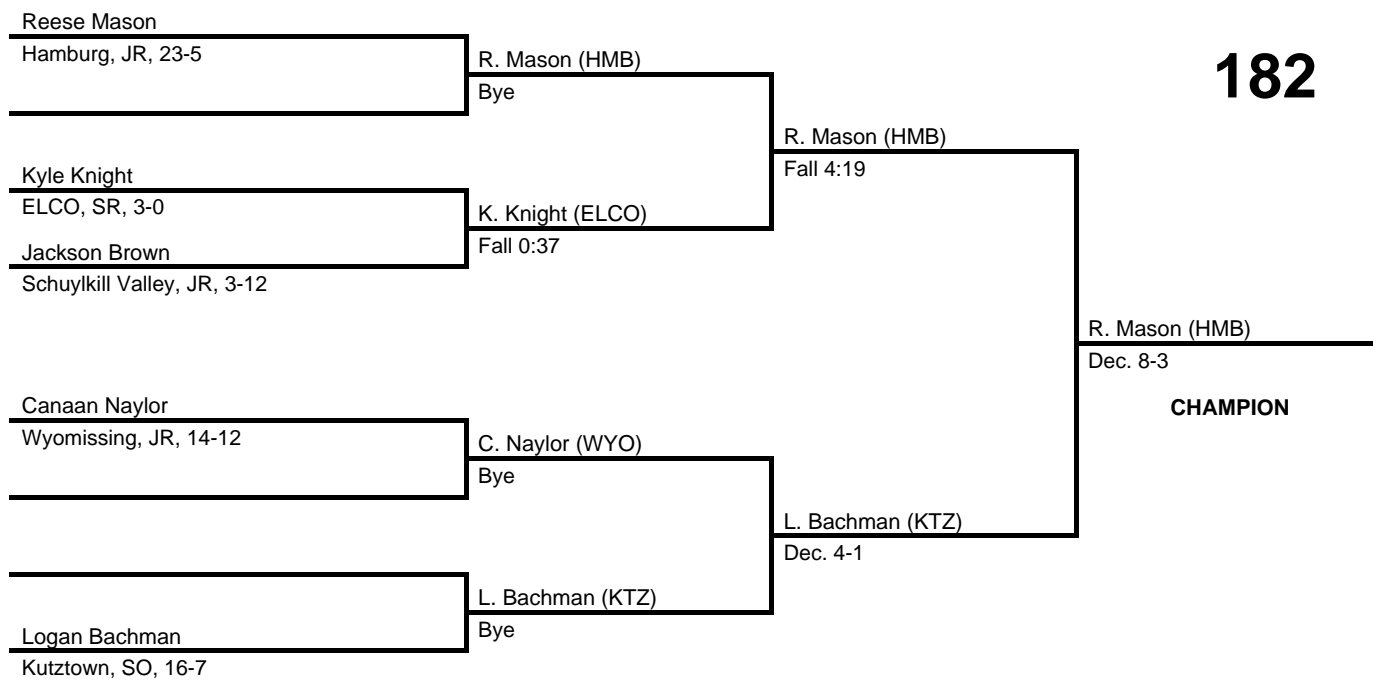 Reese Mason
Hamburg, JR, 23-5
R. Mason (HMB)
Bye
182
R. Mason (HMB)
Fall 4:19
Kyle Knight
ELCO, SR, 3-0
K. Knight (ELCO)
Fall 0:37
Jackson Brown
Schuylkill Valley, JR, 3-12
R. Mason (HMB)
Dec. 8-3
CHAMPION
Canaan Naylor
Wyomissing, JR, 14-12
C. Naylor (WYO)
Bye
L. Bachman (KTZ)
Dec. 4-1
L. Bachman (KTZ)
Bye
Logan Bachman
Kutztown, SO, 16-7